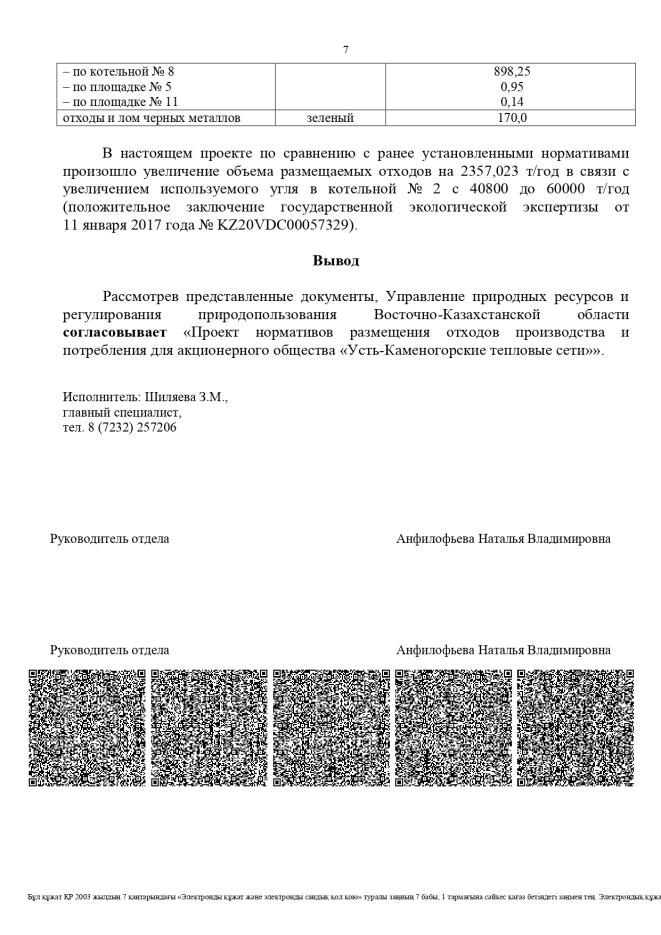 7
– по котельной № 8 898,25
– по площадке № 5 0,95
– по площадке № 11 0,14
отходы и лом черных металлов зеленый 170,0
В настоящем проекте по сравнению с ранее установленными нормативами
произошло увеличение объема размещаемых отходов на 2357,023 т/год в связи с
увеличением используемого угля в котельной № 2 с 40800 до 60000 т/год
(положительное заключение государственной экологической экспертизы от
11 января 2017 года № KZ20VDC00057329).
Вывод
Рассмотрев представленные документы, Управление природных ресурсов и
регулирования природопользования Восточно-Казахстанской области
согласовывает «Проект нормативов размещения отходов производства и
потребления для акционерного общества «Усть-Каменогорские тепловые сети»».
Исполнитель: Шиляева З.М.,
главный специалист,
тел. 8 (7232) 257206
Руководитель отдела Анфилофьева Наталья Владимировна
Руководитель отдела Анфилофьева Наталья Владимировна
Бұл құжат ҚР 2003 жылдың 7 қаңтарындағы «Электронды құжат және электронды сандық қол қою» туралы заңның 7 бабы, 1 тармағына сәйкес қағаз бетіндегі заңмен тең. Электрондық